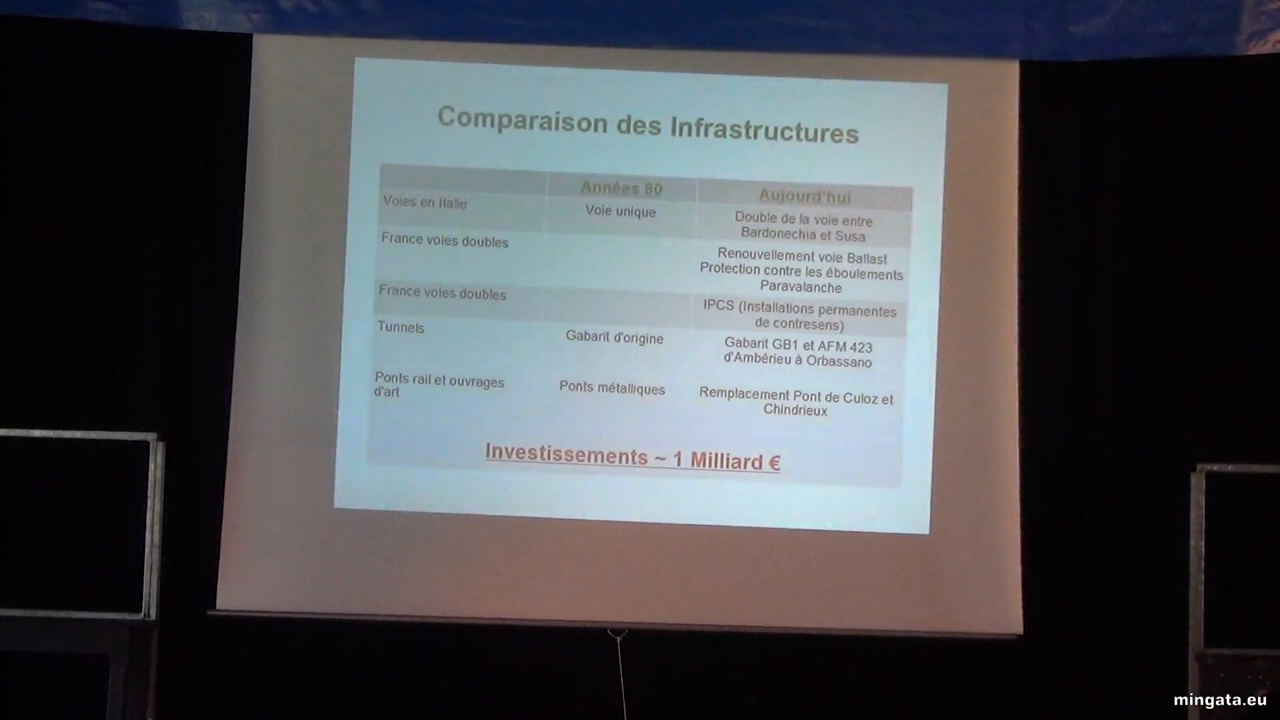 Comparaison des Infrastructures
Années 80
Aujourd'hui
Voies en Italie
Voie unique
Double de la voie entre
Bardonechia et Susa
France voies doubles
Renouvellement voie Ballast
Protection contre les éboulements
Paravalanche
France voies doubles
IPCS (Installations permanentes
de contresens)
Tunnels
Gabarit d'origine
Gabarit GB1 et AFM 423
d'Ambérieu à Orbassano
Ponts rail et ouvrages
d'art
Ponts métalliques
Remplacement Pont de Culoz et
Chindrieux
Investissements ~ 1 Milliard €
mingata.eu